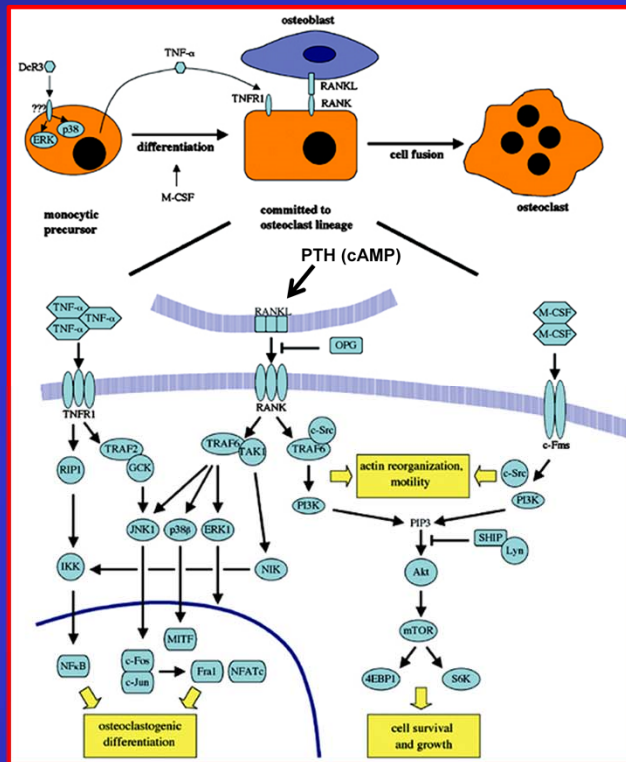 osteoblast
TNF-α
DcR3
RANKL
TNFR1
RANK
???
p38
ERK
differentiation
cell fusion
M-CSF
osteoclast
monocytic
precursor
committed to
osteoclast lineage
PTH (cAMP)
TNF-α
TNF-α
TNF-α
RANKL
M-CSF
M-CSF
OPG
TNFR1
RANK
c-Fms
c-Src
TRAF2
TRAF6
TAK1
TRAF6
RIP1
GCK
actin reorganization,
motility
c-Src
PI3K
PI3K
JNK1
p38β
ERK1
PIP3
SHIP
Lyn
IKK
NIK
Akt
mTOR
MITF
NFκB
c-Fos
c-Jun
Fra1
NFATc
4EBP1
S6K
osteoclastogenic
differentiation
cell survival
and growth